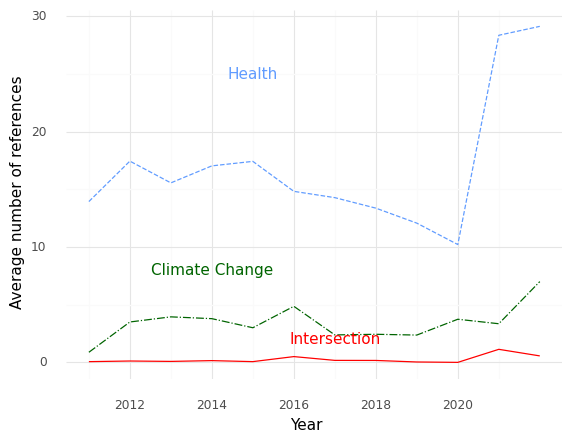 30
Health
20
Average number of references
10
Climate Change
Intersection
0
2012 2014 2016 2018 2020
Year